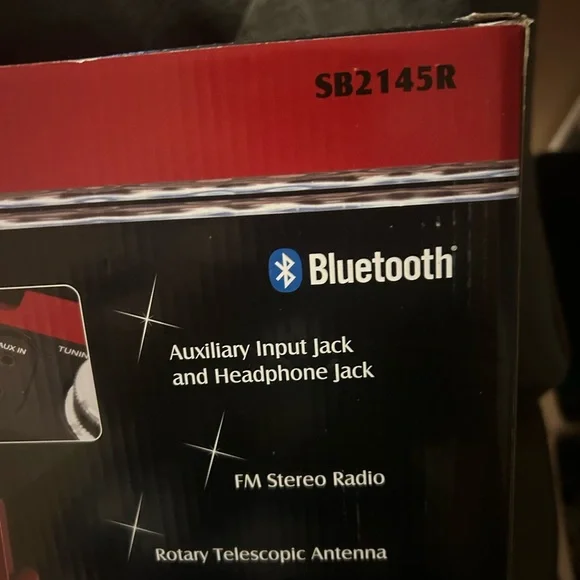 SB2145R
Bluetooth®
AUX IN
Auxiliary Input Jack
and Headphone Jack
FM Stereo Radio
Rotary Telescopic Antenna